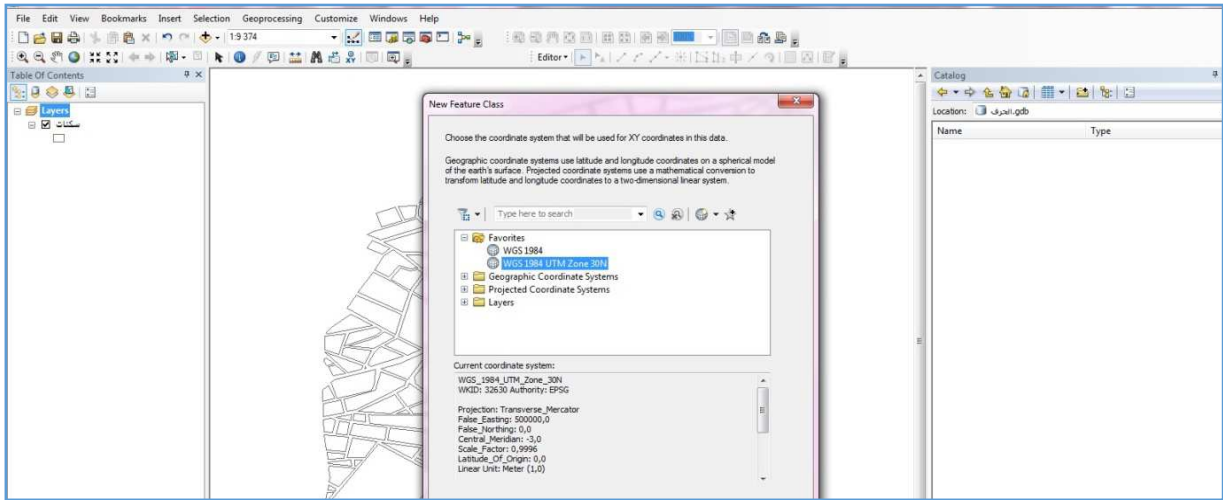 File Edit View Bookmarks Insert Selection Geoprocessing Customize Windows Help
1:9 374
Editor
Table Of Contents
Layers
سكنات
New Feature Class
Choose the coordinate system that will be used for XY coordinates in this data.
Geographic coordinate systems use latitude and longitude coordinates on a spherical model
of the earth's surface. Projected coordinate systems use a mathematical conversion to
transform latitude and longitude coordinates to a two-dimensional linear system.
Type here to search
Favorites
WGS 1984
WGS 1984 UTM Zone 30N
Geographic Coordinate Systems
Projected Coordinate Systems
Layers
Current coordinate system:
WGS_1984_UTM_Zone_30N
WKID: 32630 Authority: EPSG
Projection: Transverse_Mercator
False_Easting: 500000,0
False_Northing: 0,0
Central_Meridian: -3,0
Scale_Factor: 0,9996
Latitude_Of_Origin: 0,0
Linear Unit: Meter (1,0)
Catalog
Location: الجرف.gdb
Name Type